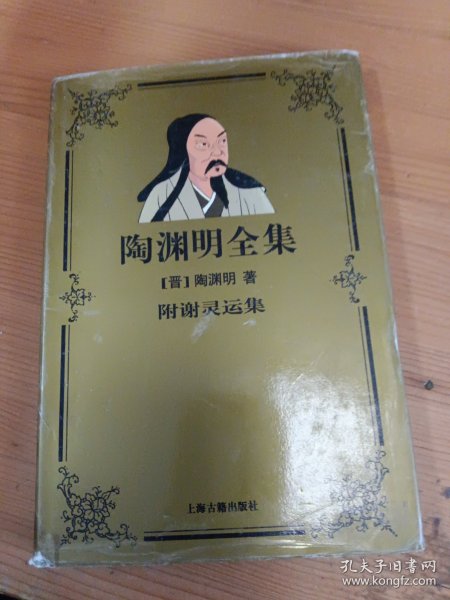 陶渊明全集
[晋]陶渊明 著
附谢灵运集
上海古籍出版社
孔夫子旧书网
www.kongfz.com